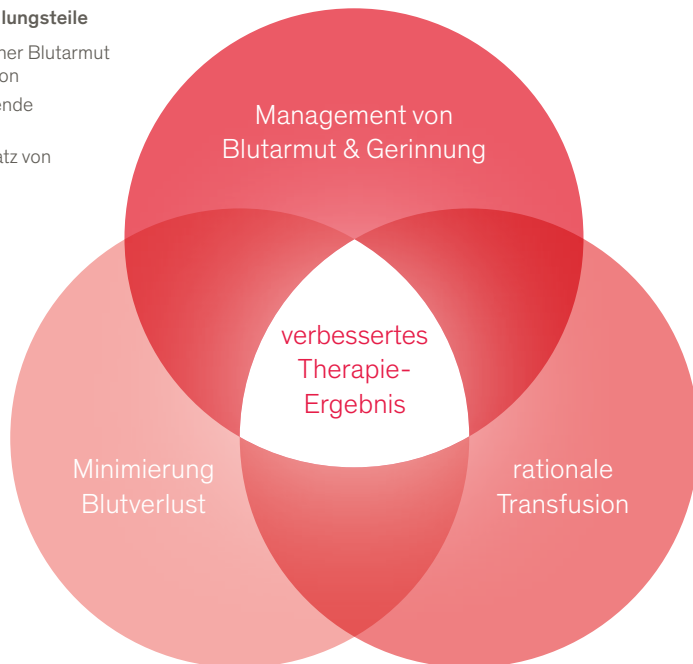 lungsteile
ner Blutarmut
on
ende
atz von
Management von
Blutarmut & Gerinnung
verbessertes
Therapie-
Ergebnis
Minimierung
Blutverlust
rationale
Transfusion